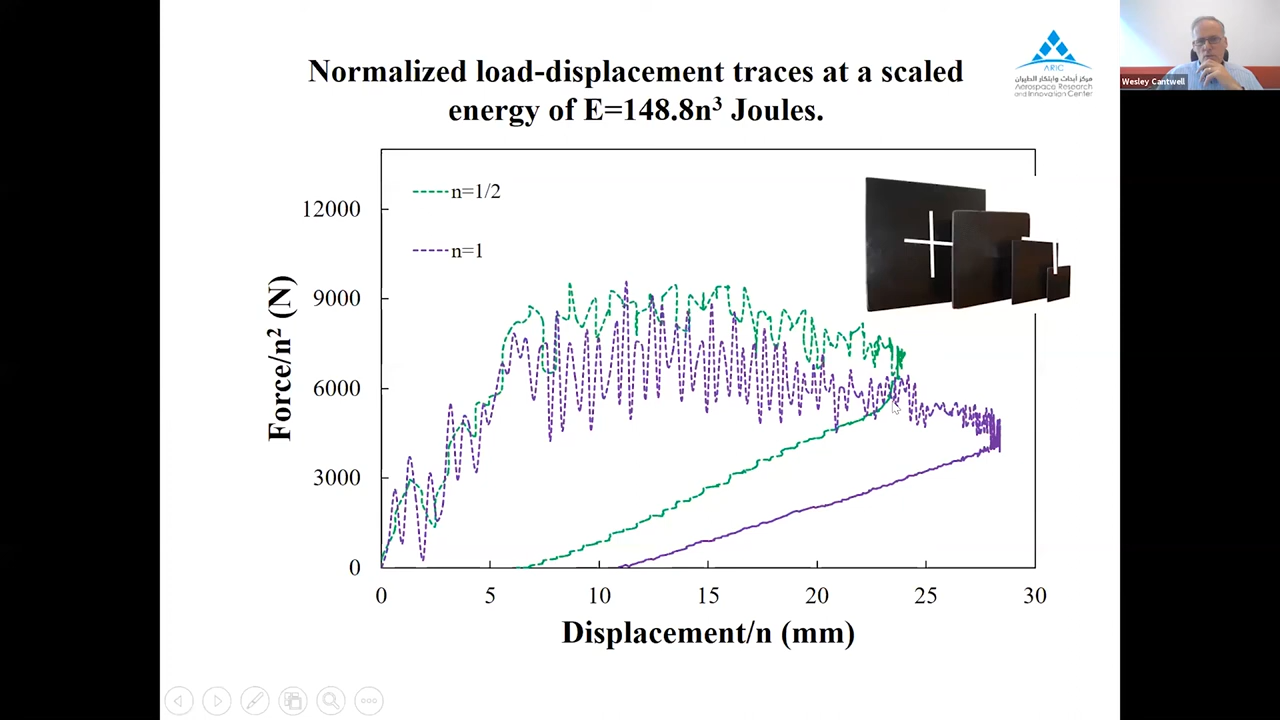 Normalized load-displacement traces at a scaled
energy of E=148.8n³ Joules.
ARIC
مركز أبحاث وابتكار الطيران
Aerospace Research
and Innovation Center
Wesley Cantwell
n=1/2
n=1
12000
9000
6000
3000
0
Force/n² (N)
0 5 10 15 20 25 30
Displacement/n (mm)